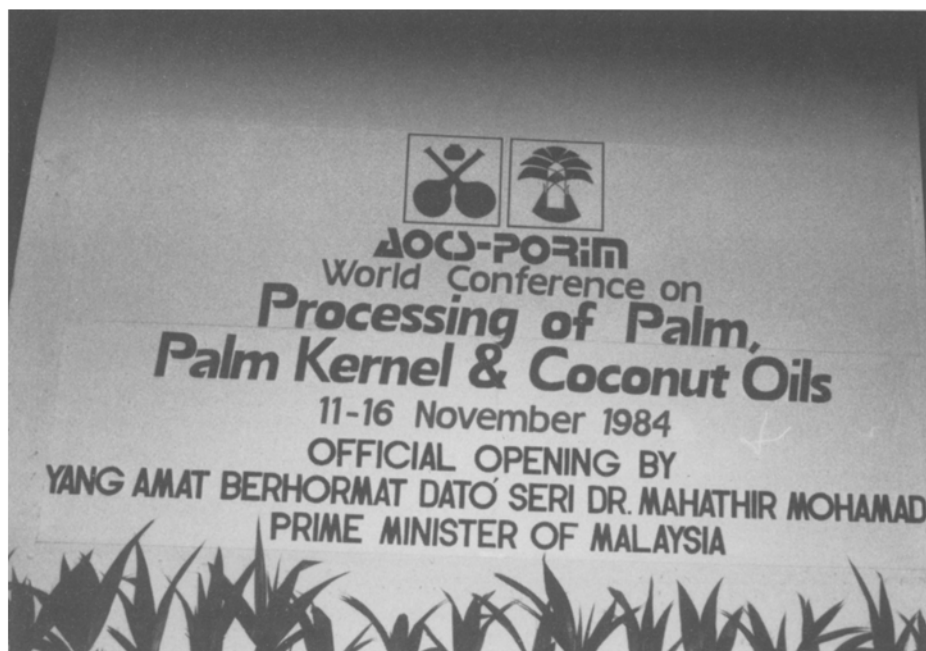 AOCS-PORIM
World Conference on
Processing of Palm,
Palm Kernel & Coconut Oils
11-16 November 1984
OFFICIAL OPENING BY
YANG AMAT BERHORMAT DATO' SERI DR. MAHATHIR MOHAMAD
PRIME MINISTER OF MALAYSIA